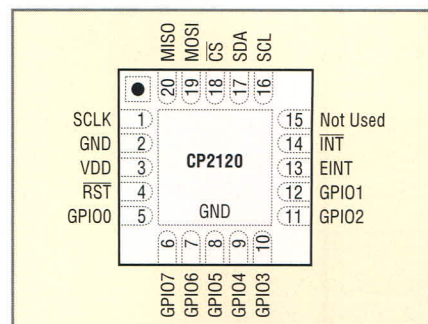 MISO
MOSI
CS
SDA
SCL
20
19
18
17
16
SCLK 1
GND 2
VDD 3
RST 4
GPIO0 5
CP2120
GND
15 Not Used
14 INT
13 EINT
12 GPIO1
11 GPIO2
6
7
8
9
10
GPIO7
GPIO6
GPIO5
GPIO4
GPIO3